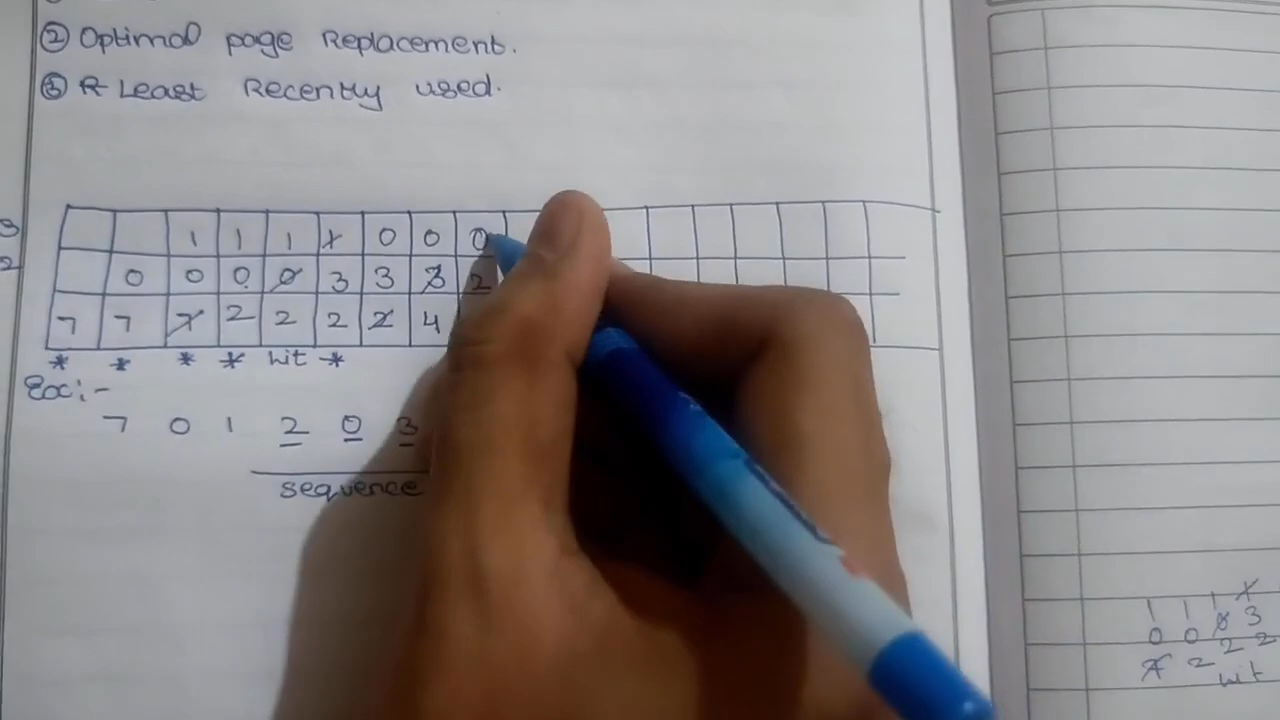 ② Optimal page Replacement.
③ Least Recently used.
3 1 1 1 1 0 0 0
2 0 0 0 0 3 3 3 2
7 7 7 2 2 2 2 4
* * * * hit *
Ex:-
7 0 1 2 0 3
sequence
1 1 1 1
0 0 0 3
7 2 2 2
hit